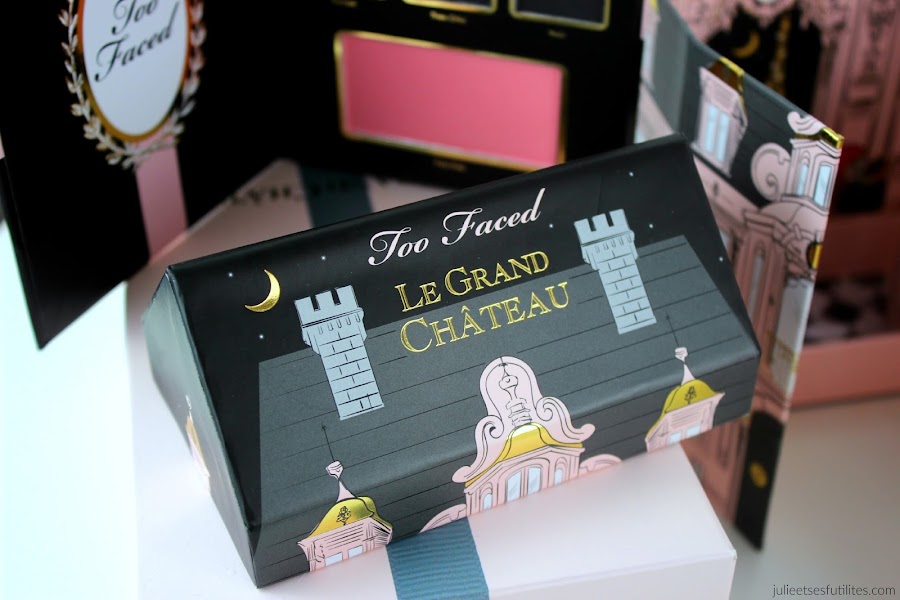 Too
Faced
Too Faced
LE GRAND
CHÂTEAU
julieetsesfutilites.com